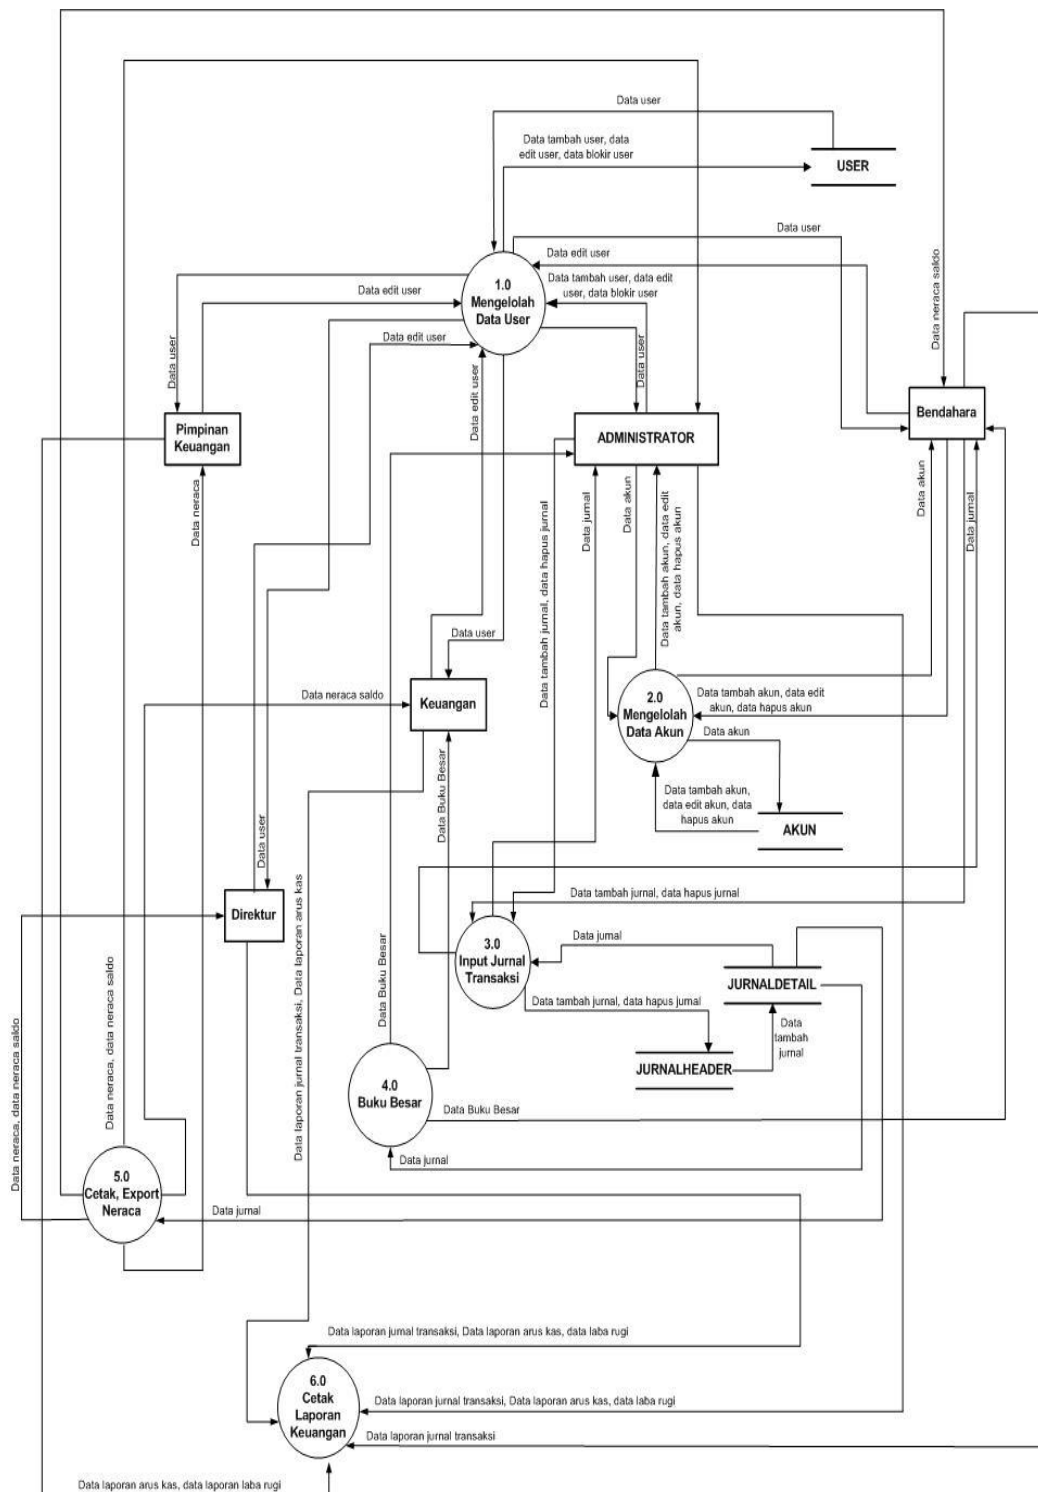 Data user
Data tambah user, data
edit user, data blokir user
USER
Data user
Data edit user
Data neraca saldo
1.0
Mengelolah
Data User
Data tambah user, data edit
user, data blokir user
Data edit user
Data edit user
Data user
Data edit user
Data user
Pimpinan
Keuangan
ADMINISTRATOR
Bendahara
Data neraca
Data tambah jurnal, data hapus jurnal
Data jurnal
Data akun
Data tambah akun, data edit
akun, data hapus akun
Data akun
Data jurnal
Data user
Keuangan
Data neraca saldo
2.0
Mengelolah
Data Akun
Data tambah akun, data edit
akun, data hapus akun
Data akun
Data Buku Besar
Data tambah akun,
data edit akun, data
hapus akun
AKUN
Data user
Direktur
Data tambah jurnal, data hapus jurnal
3.0
Input Jurnal
Transaksi
Data jurnal
JURNALDETAIL
Data tambah jurnal, data hapus jurnal
Data
tambah
jurnal
JURNALHEADER
Data laporan jurnal transaksi, Data laporan arus kas
Data Buku Besar
Data neraca, data neraca saldo
Data neraca, data neraca saldo
4.0
Buku Besar
Data Buku Besar
Data jurnal
5.0
Cetak, Export
Neraca
Data jurnal
Data laporan jurnal transaksi, Data laporan arus kas, data laba rugi
6.0
Cetak
Laporan
Keuangan
Data laporan jurnal transaksi, Data laporan arus kas, data laba rugi
Data laporan jurnal transaksi
Data laporan arus kas, data laporan laba rugi